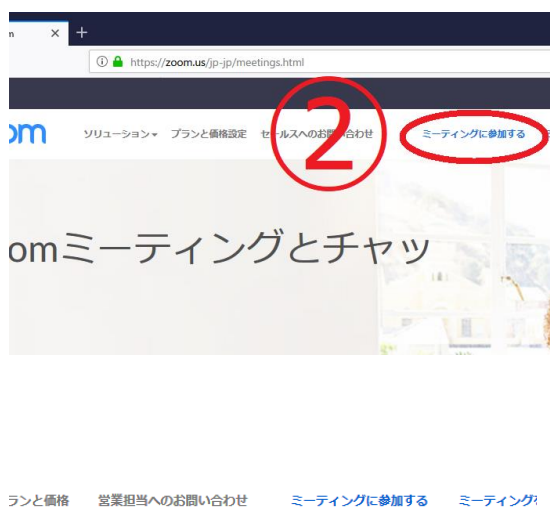 n × +
https://zoom.us/jp-jp/meetings.html
om ソリューション▾ プランと価格設定 セールスへのお問い合わせ ミーティングに参加する
②
omミーティングとチャッ
ランと価格 営業担当へのお問い合わせ ミーティングに参加する ミーティングを